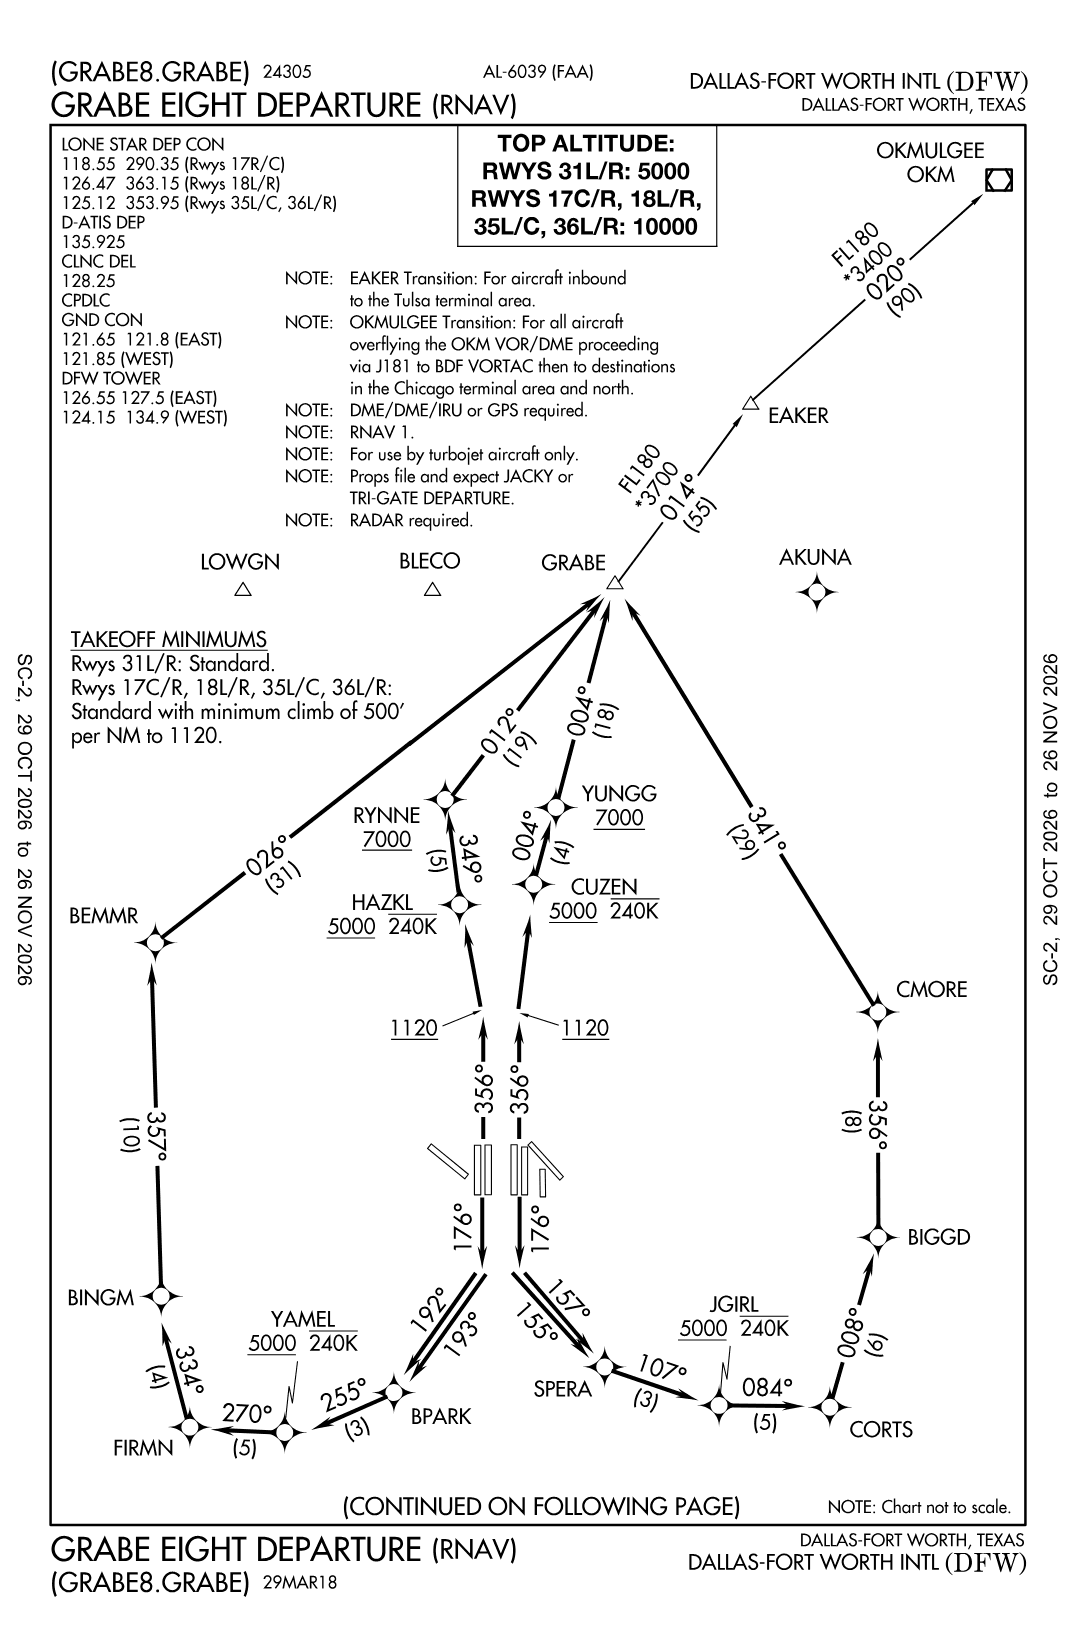 (GRABE8.GRABE) 24305
AL-6039 (FAA)
DALLAS-FORT WORTH INTL (DFW)
GRABE EIGHT DEPARTURE (RNAV)
DALLAS-FORT WORTH, TEXAS
LONE STAR DEP CON
118.55 290.35 (Rwys 17R/C)
126.47 363.15 (Rwys 18L/R)
125.12 353.95 (Rwys 35L/C, 36L/R)
D-ATIS DEP
135.925
CLNC DEL
128.25
CPDLC
GND CON
121.65 121.8 (EAST)
121.85 (WEST)
DFW TOWER
126.55 127.5 (EAST)
124.15 134.9 (WEST)
TOP ALTITUDE:
RWYS 31L/R: 5000
RWYS 17C/R, 18L/R,
35L/C, 36L/R: 10000
OKMULGEE
OKM
FL180
*3400
020°
(90)
NOTE: EAKER Transition: For aircraft inbound
to the Tulsa terminal area.
NOTE: OKMULGEE Transition: For all aircraft
overflying the OKM VOR/DME proceeding
via J181 to BDF VORTAC then to destinations
in the Chicago terminal area and north.
NOTE: DME/DME/IRU or GPS required.
NOTE: RNAV 1.
NOTE: For use by turbojet aircraft only.
NOTE: Props file and expect JACKY or
TRI-GATE DEPARTURE.
NOTE: RADAR required.
EAKER
FL180
*3700
014°
(55)
LOWGN
BLECO
GRABE
AKUNA
TAKEOFF MINIMUMS
Rwys 31L/R: Standard.
Rwys 17C/R, 18L/R, 35L/C, 36L/R:
Standard with minimum climb of 500'
per NM to 1120.
012°
(19)
004°
(18)
RYNNE
7000
YUNGG
7000
341°
(29)
026°
(31)
349°
(5)
004°
(4)
HAZKL
5000 240K
CUZEN
5000 240K
BEMMR
CMORE
1120
1120
356°
356°
357°
(10)
356°
(8)
176°
176°
BIGGD
BINGM
192°
193°
157°
155°
YAMEL
5000 240K
JGIRL
5000 240K
008°
(9)
334°
(4)
SPERA
107°
(3)
084°
(5)
255°
(3)
BPARK
270°
(5)
FIRMN
CORTS
(CONTINUED ON FOLLOWING PAGE)
NOTE: Chart not to scale.
GRABE EIGHT DEPARTURE (RNAV)
DALLAS-FORT WORTH, TEXAS
(GRABE8.GRABE) 29MAR18
DALLAS-FORT WORTH INTL (DFW)
SC-2, 29 OCT 2026 to 26 NOV 2026
SC-2, 29 OCT 2026 to 26 NOV 2026